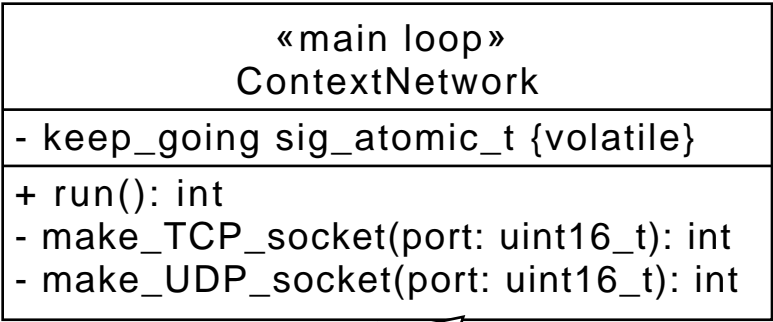 «main loop»
ContextNetwork
- keep_going sig_atomic_t {volatile}
+ run(): int
- make_TCP_socket(port: uint16_t): int
- make_UDP_socket(port: uint16_t): int